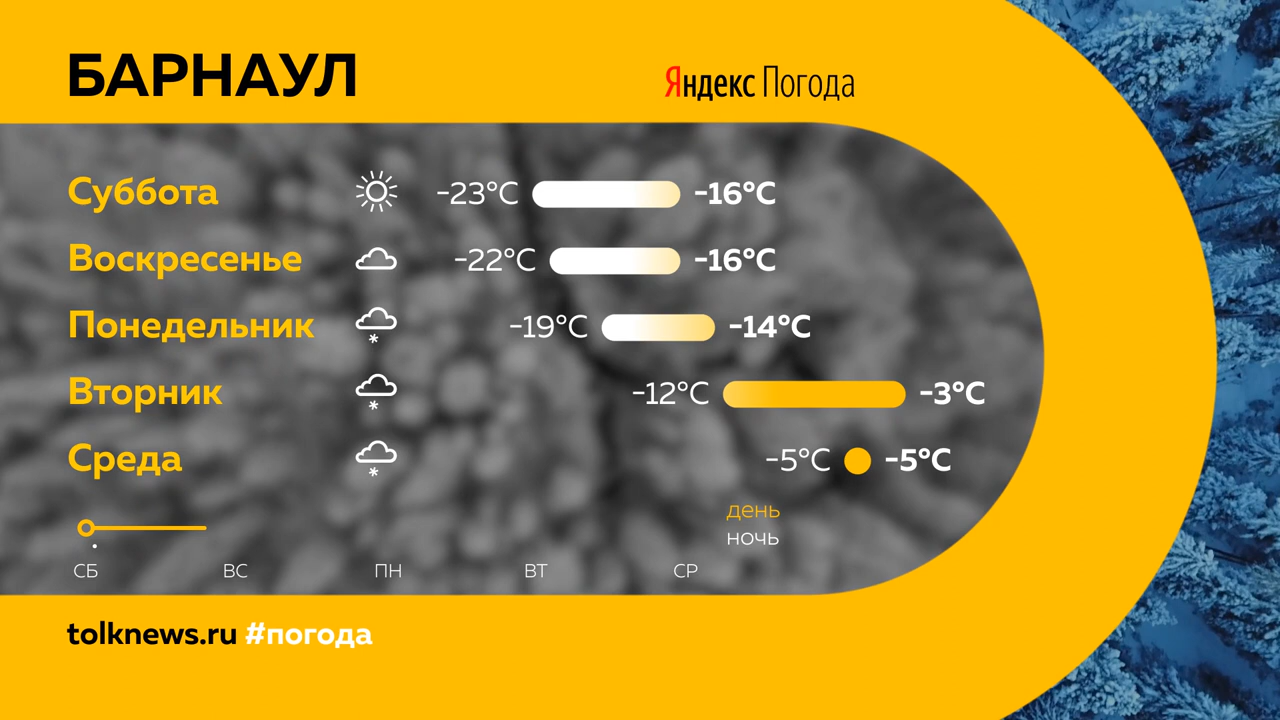 БАРНАУЛ
Яндекс Погода
Суббота -23°C -16°C
Воскресенье -22°C -16°C
Понедельник -19°C -14°C
Вторник -12°C -3°C
Среда -5°C -5°C
день
ночь
СБ ВС ПН ВТ СР
tolknews.ru #погода